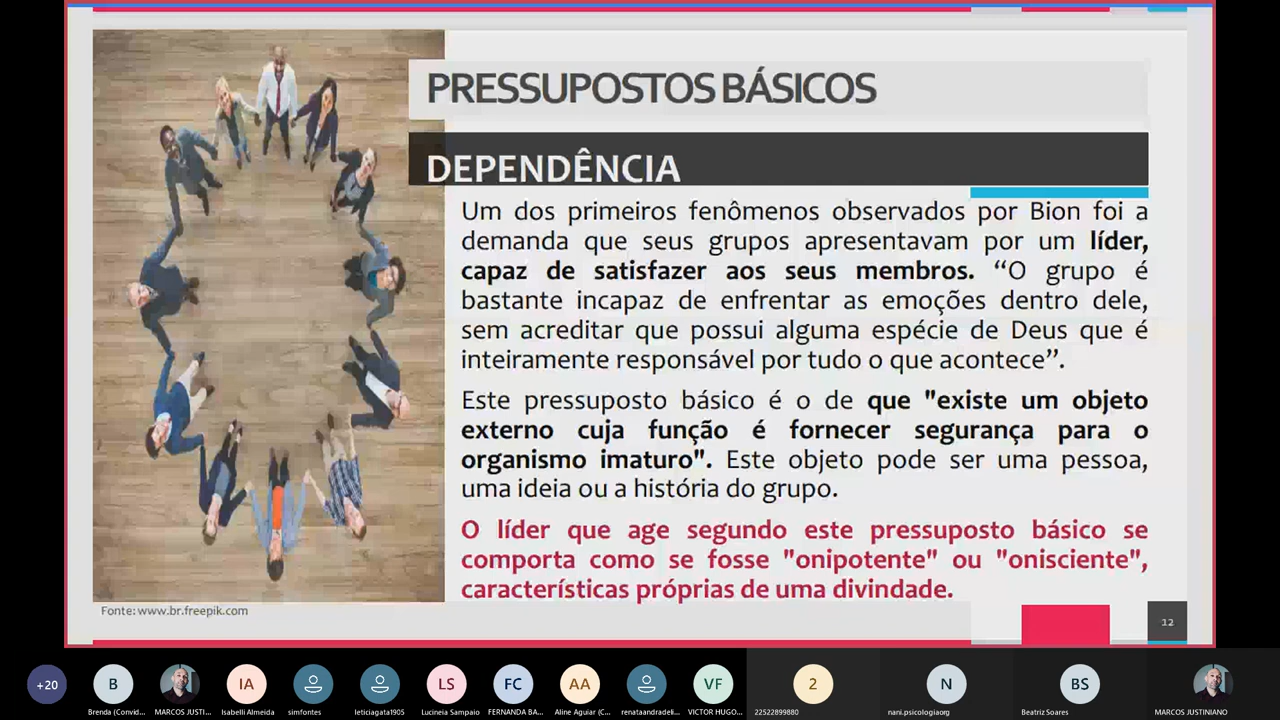 PRESSUPOSTOS BÁSICOS
DEPENDÊNCIA
Um dos primeiros fenômenos observados por Bion foi a
demanda que seus grupos apresentavam por um líder,
capaz de satisfazer aos seus membros. “O grupo é
bastante incapaz de enfrentar as emoções dentro dele,
sem acreditar que possui alguma espécie de Deus que é
inteiramente responsável por tudo o que acontece”.
Este pressuposto básico é o de que "existe um objeto
externo cuja função é fornecer segurança para o
organismo imaturo". Este objeto pode ser uma pessoa,
uma ideia ou a história do grupo.
O líder que age segundo este pressuposto básico se
comporta como se fosse "onipotente" ou "onisciente",
características próprias de uma divindade.
Fonte: www.br.freepik.com
12
+20
B
IA
LS
FC
AA
VF
2
N
BS
Brenda (Convid...
MARCOS JUSTI...
Isabelli Almeida
simfontes
leticiagata1905
Lucineia Sampaio
FERNANDA BA...
Aline Aguiar (C...
renataandradeli...
VICTOR HUGO...
22522899880
nani.psicologiaorg
Beatriz Soares
MARCOS JUSTINIANO